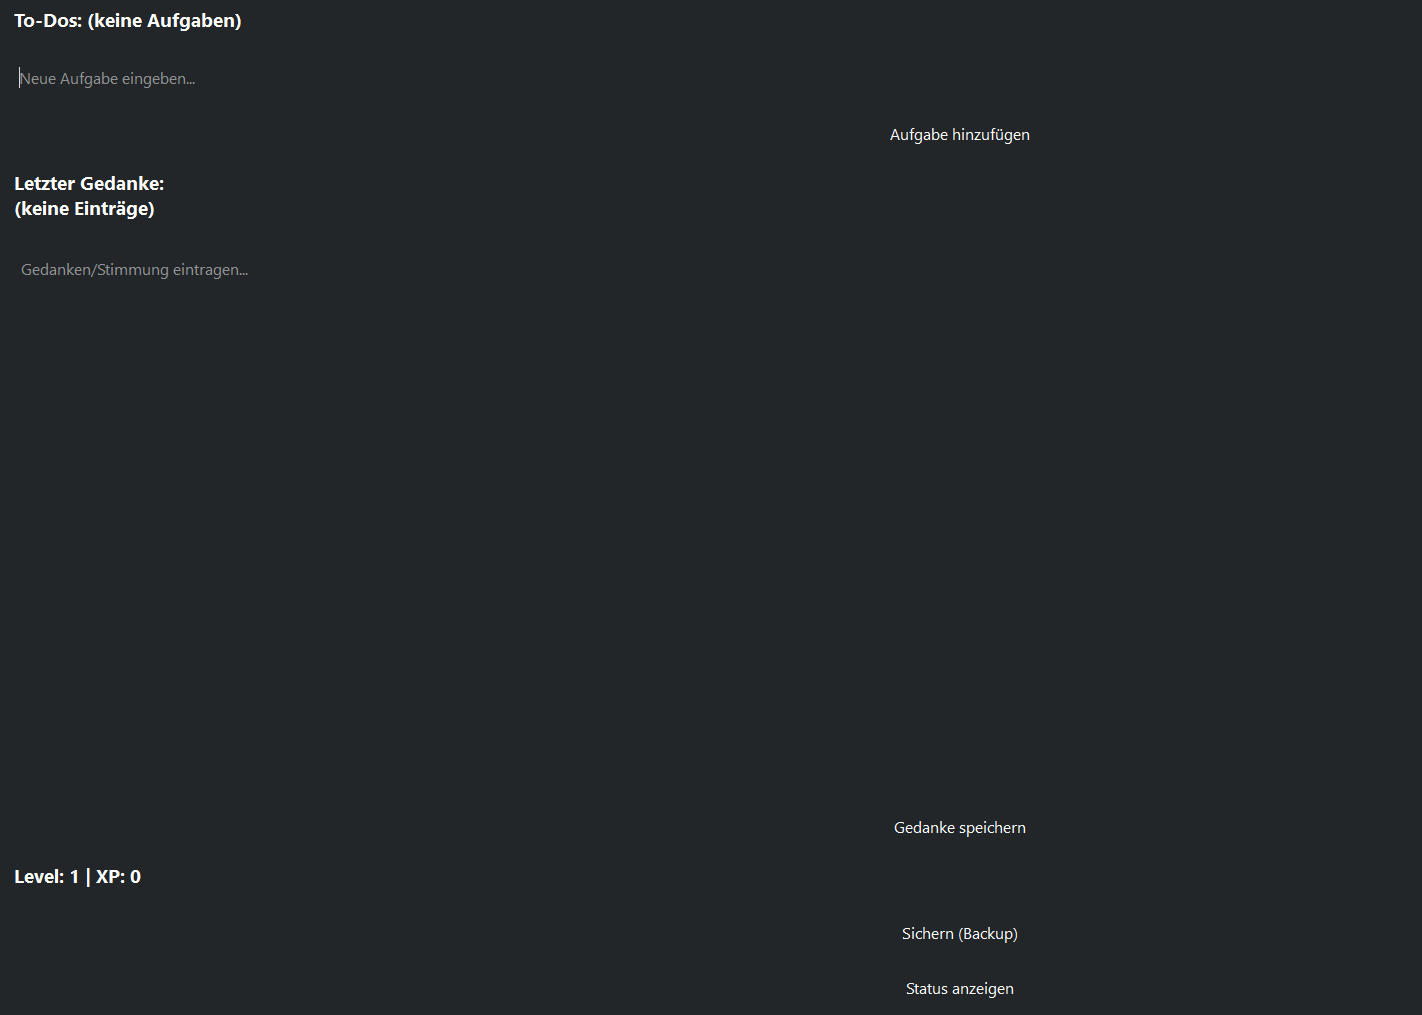 To-Dos: (keine Aufgaben)
Neue Aufgabe eingeben...
Aufgabe hinzufügen
Letzter Gedanke:
(keine Einträge)
Gedanken/Stimmung eintragen...
Gedanke speichern
Level: 1 | XP: 0
Sichern (Backup)
Status anzeigen